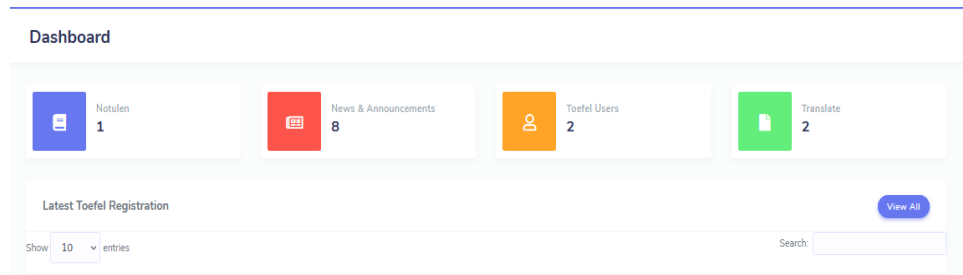 Dashboard
Notulen
1
News & Announcements
8
Toefel Users
2
Translate
2
Latest Toefel Registration
View All
Show 10 entries
Search: